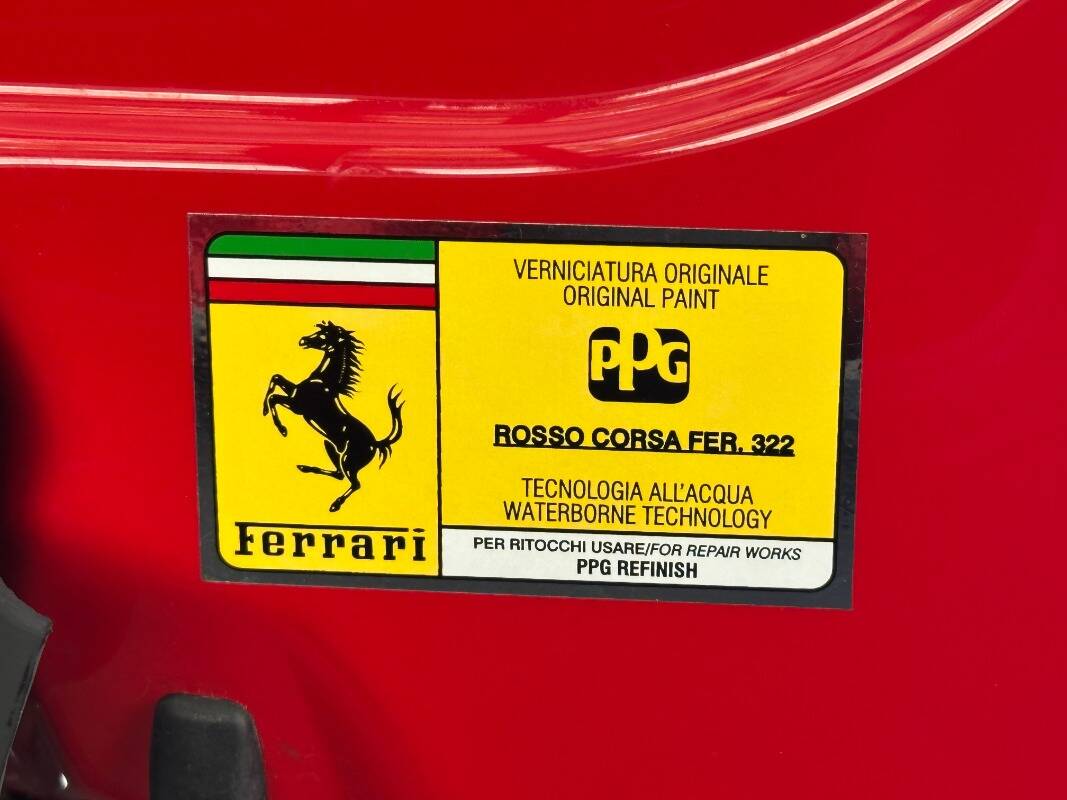 Ferrari
VERNICIATURA ORIGINALE
ORIGINAL PAINT
PPG
ROSSO CORSA FER. 322
TECNOLOGIA ALL'ACQUA
WATERBORNE TECHNOLOGY
PER RITOCCHI USARE/FOR REPAIR WORKS
PPG REFINISH